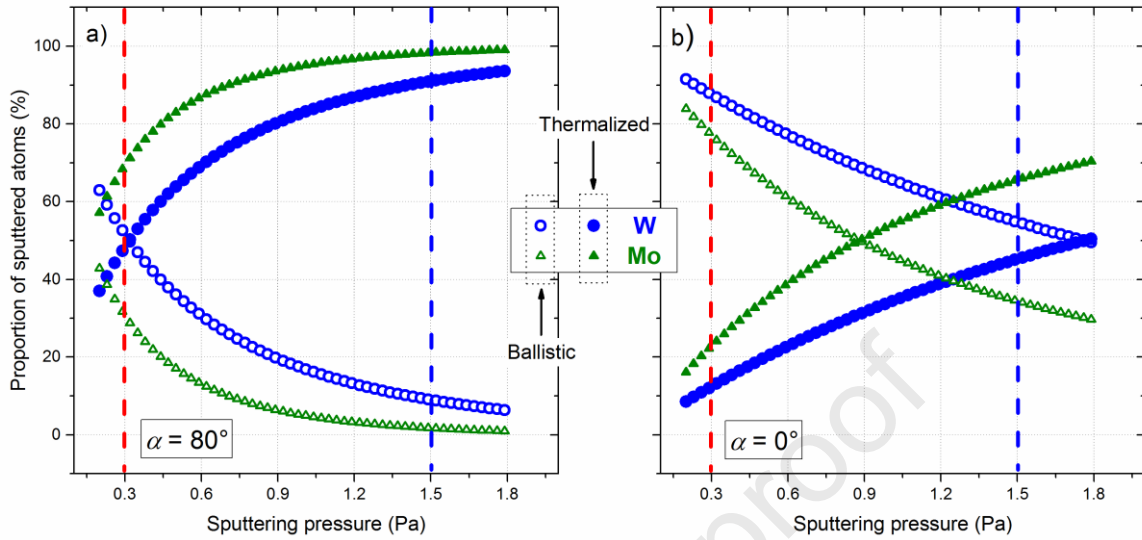 a)
b)
Proportion of sputtered atoms (%)
100
80
60
40
20
0
α = 80°
0.3 0.6 0.9 1.2 1.5 1.8
Sputtering pressure (Pa)
Thermalized
W
Mo
Ballistic
α = 0°
0.3 0.6 0.9 1.2 1.5 1.8
Sputtering pressure (Pa)
proof